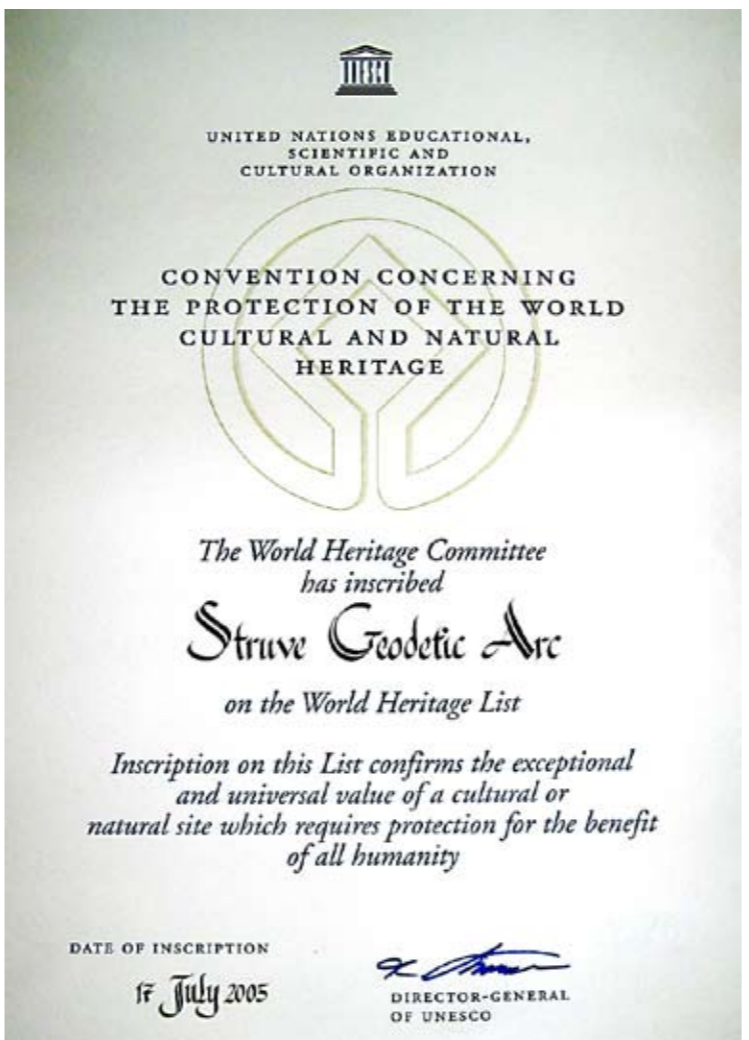 UNESCO
UNITED NATIONS EDUCATIONAL,
SCIENTIFIC AND
CULTURAL ORGANIZATION
CONVENTION CONCERNING
THE PROTECTION OF THE WORLD
CULTURAL AND NATURAL
HERITAGE
The World Heritage Committee
has inscribed
Struve Geodetic Arc
on the World Heritage List
Inscription on this List confirms the exceptional
and universal value of a cultural or
natural site which requires protection for the benefit
of all humanity
DATE OF INSCRIPTION
17 July 2005
DIRECTOR-GENERAL
OF UNESCO